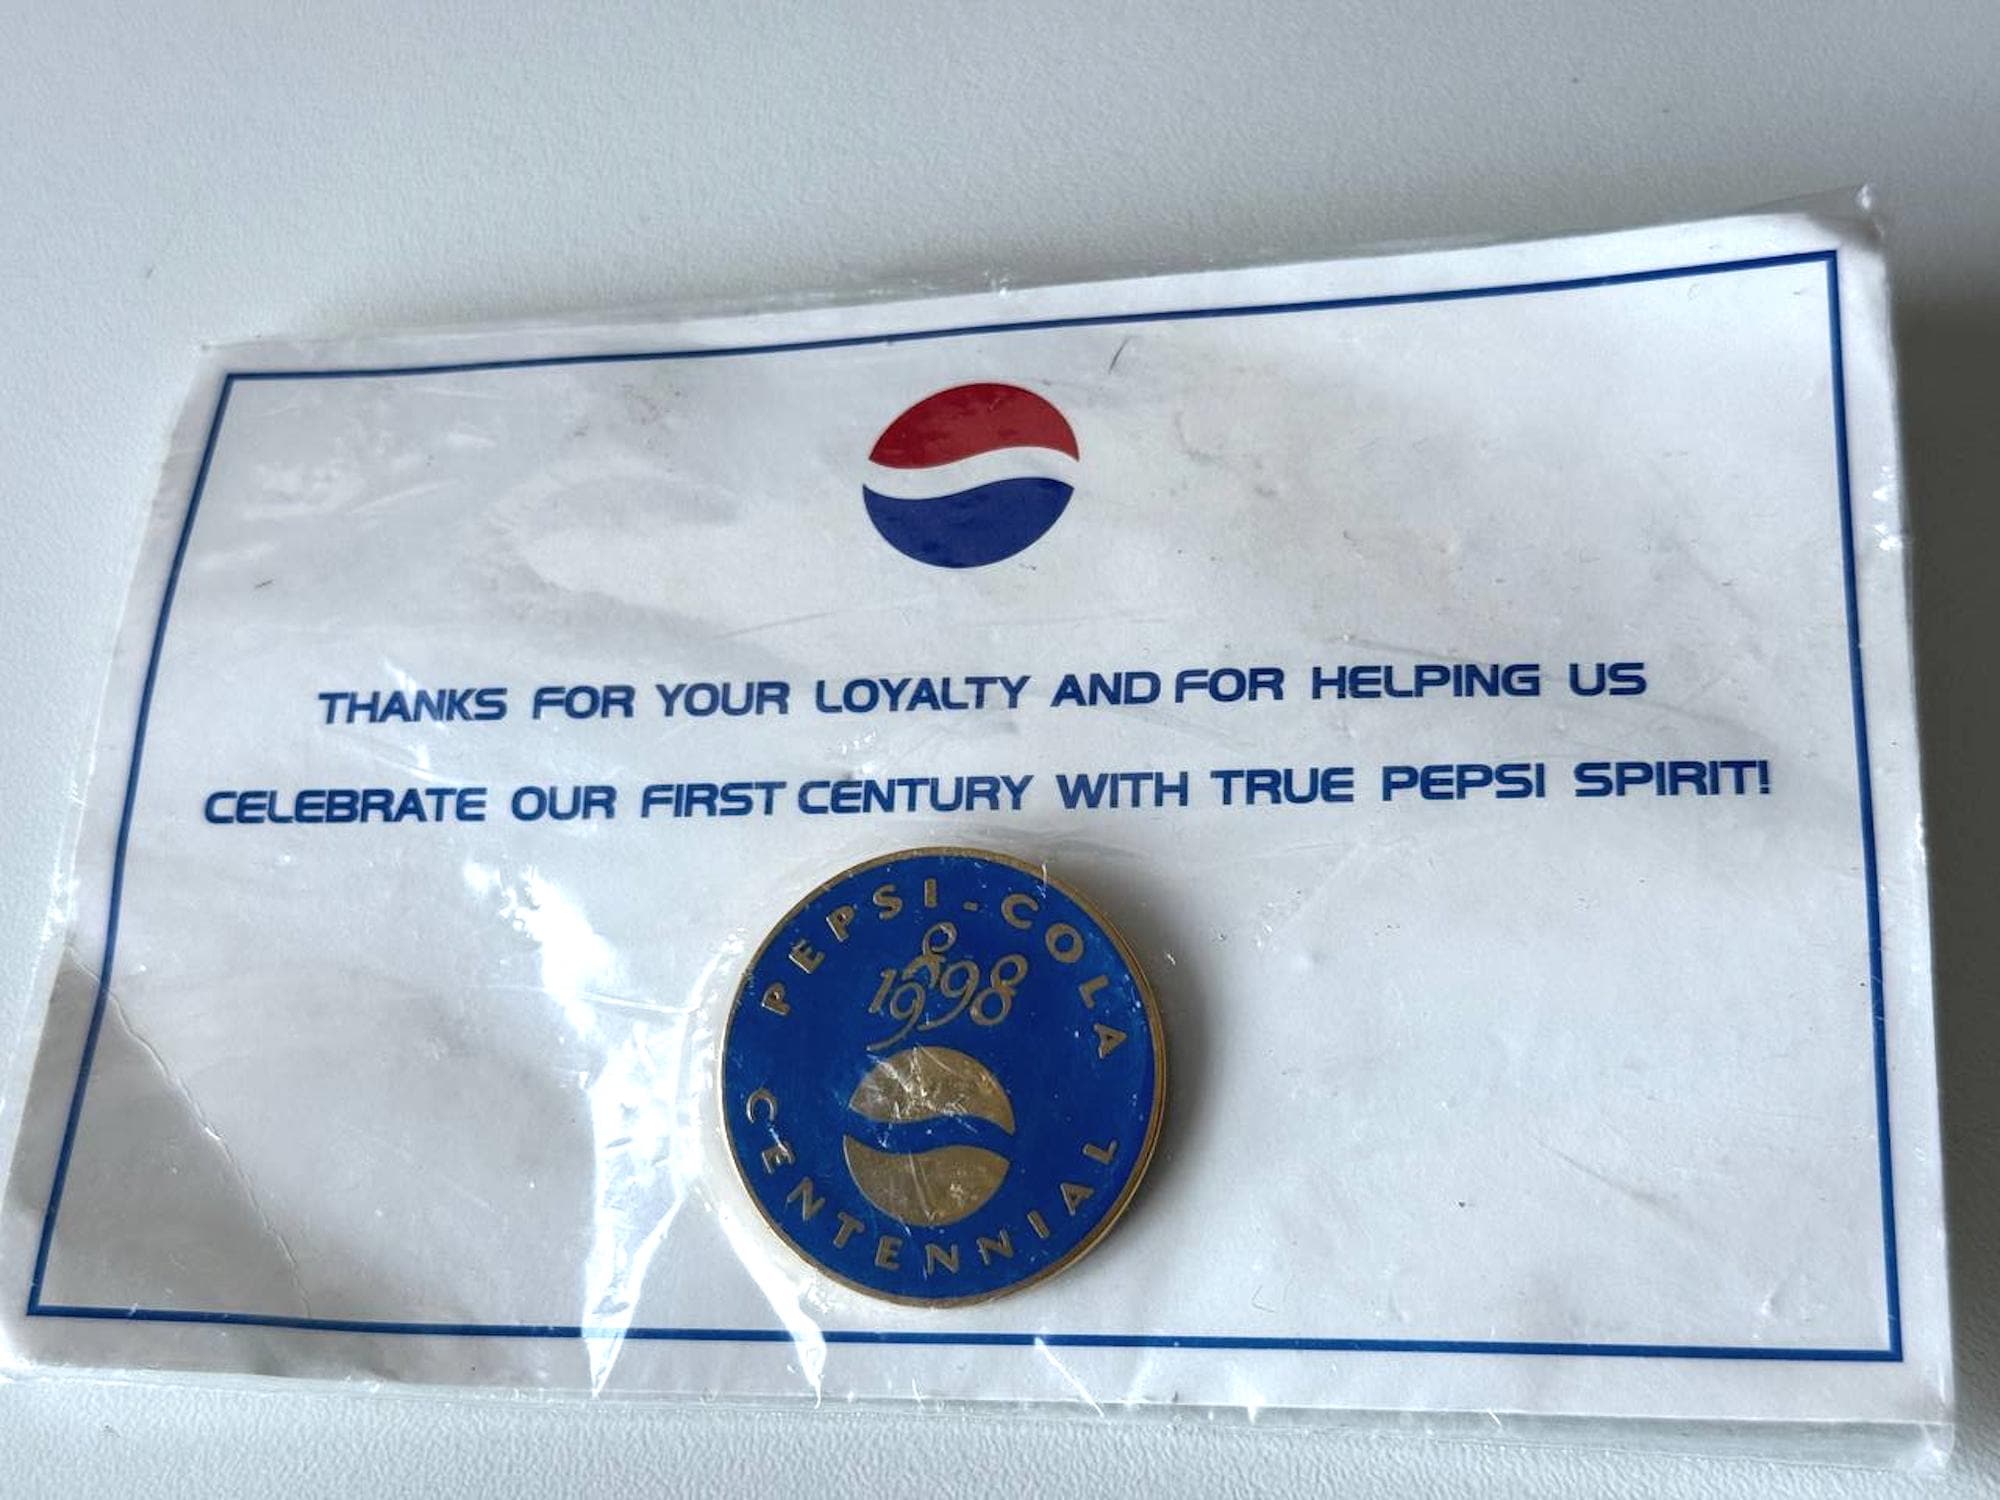 THANKS FOR YOUR LOYALTY AND FOR HELPING US
CELEBRATE OUR FIRST CENTURY WITH TRUE PEPSI SPIRIT!
PEPSI-COLA
1898
1998
CENTENNIAL